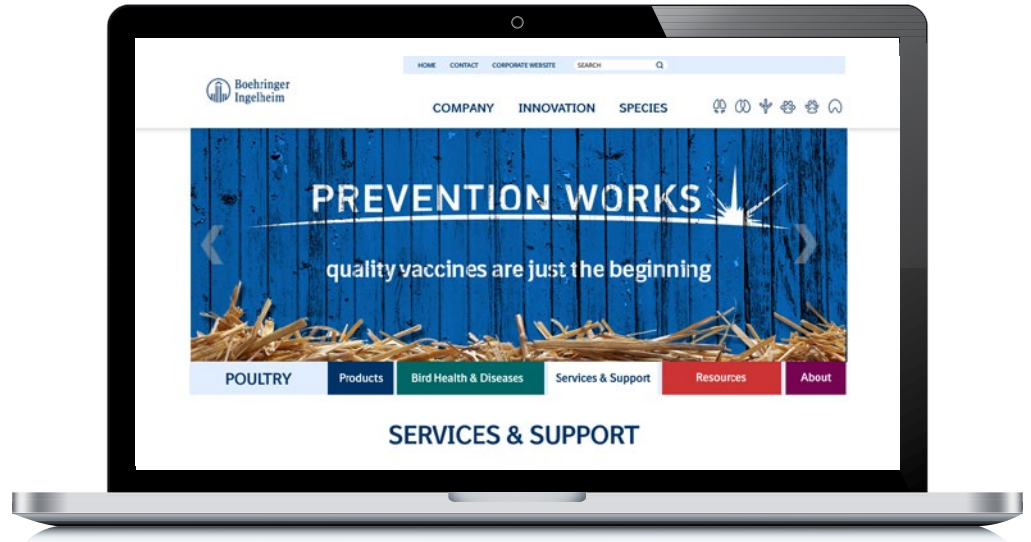 HOME CONTACT CORPORATE WEBSITE SEARCH
Boehringer
Ingelheim
COMPANY INNOVATION SPECIES
PREVENTION WORKS
quality vaccines are just the beginning
POULTRY Products Bird Health & Diseases Services & Support Resources About
SERVICES & SUPPORT